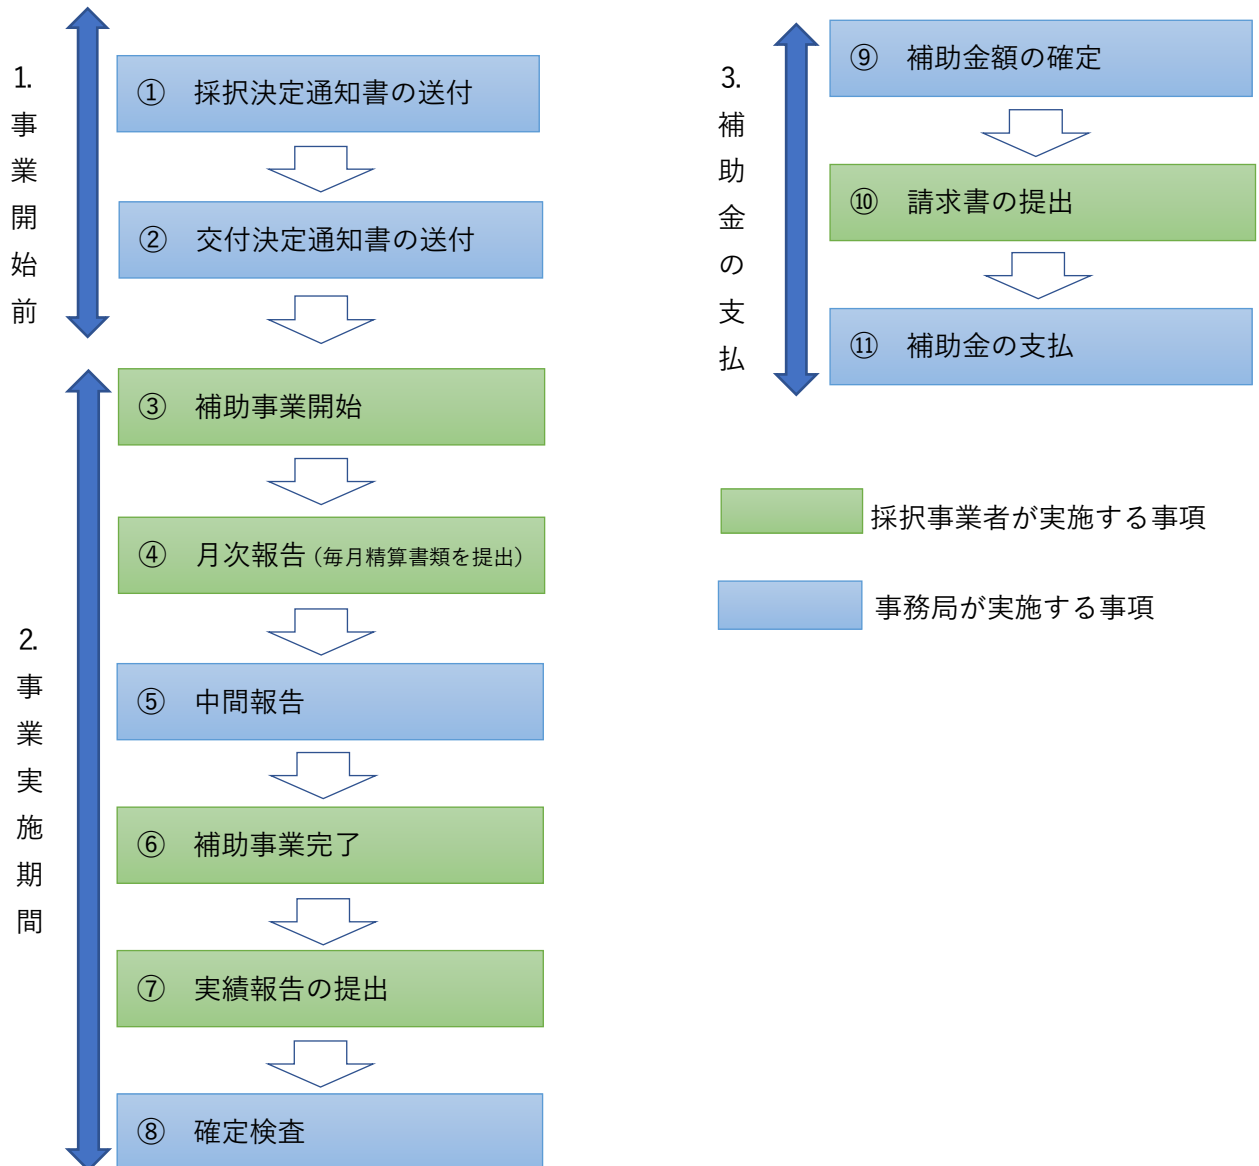 1.事業開始前
① 採択決定通知書の送付
② 交付決定通知書の送付
2.事業実施期間
③ 補助事業開始
④ 月次報告（毎月精算書類を提出）
⑤ 中間報告
⑥ 補助事業完了
⑦ 実績報告の提出
⑧ 確定検査
3.補助金の支払
⑨ 補助金額の確定
⑩ 請求書の提出
⑪ 補助金の支払
採択事業者が実施する事項
事務局が実施する事項